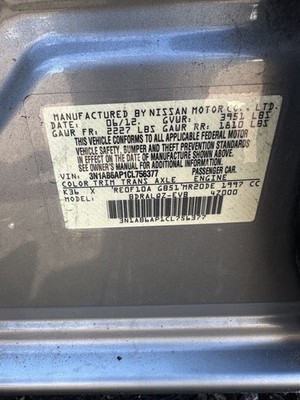 MANUFACTURED BY NISSAN MOTOR CO., LTD.
DATE: 06/12. GVWR: 3951 LBS
GAWR FR: 2227 LBS GAWR RR: 1810 LBS
THIS VEHICLE CONFORMS TO ALL APPLICABLE FEDERAL MOTOR
VEHICLE SAFETY, BUMPER AND THEFT PREVENTION STANDARDS
IN EFFECT ON THE DATE OF MANUFACTURE SHOWN ABOVE.
SEE OWNER'S MANUAL FOR ADDITIONAL INFORMATION.
VIN: 3N1AB6AP1CL756377 PASSENGER CAR.
COLOR TRIM TRANS AXLE ENGINE
K36 X RE0F10A GB51 MR20DE 1997 CC
MODEL: BDRALQZ-EVB 4Z000
3N1AB6AP1CL756377